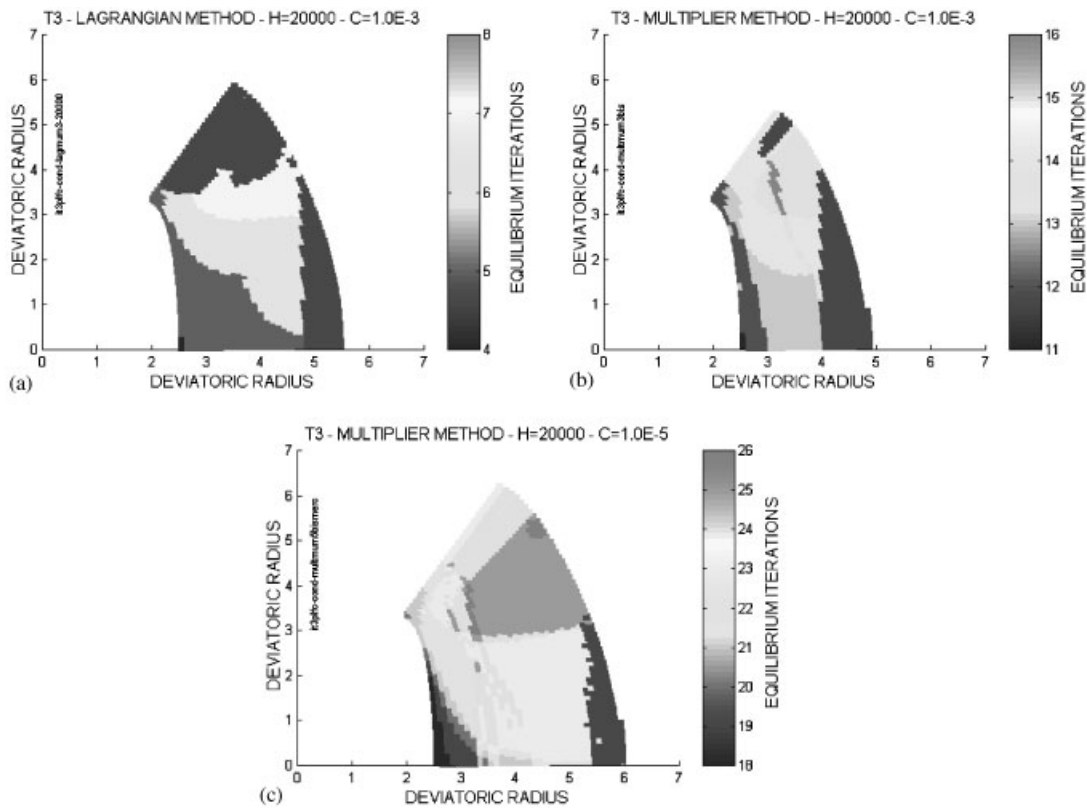 T3 - LAGRANGIAN METHOD - H=20000 - C=1.0E-3
7
6
5
4
3
2
1
0
DEVIATORIC RADIUS
0 1 2 3 4 5 6 7
DEVIATORIC RADIUS
8
7
6
5
4
EQUILIBRIUM ITERATIONS
(a)
T3 - MULTIPLIER METHOD - H=20000 - C=1.0E-3
7
6
5
4
3
2
1
0
DEVIATORIC RADIUS
0 1 2 3 4 5 6 7
DEVIATORIC RADIUS
16
15
14
13
12
11
EQUILIBRIUM ITERATIONS
(b)
T3 - MULTIPLIER METHOD - H=20000 - C=1.0E-5
7
6
5
4
3
2
1
0
DEVIATORIC RADIUS
0 1 2 3 4 5 6 7
DEVIATORIC RADIUS
26
25
24
23
22
21
20
19
18
EQUILIBRIUM ITERATIONS
(c)